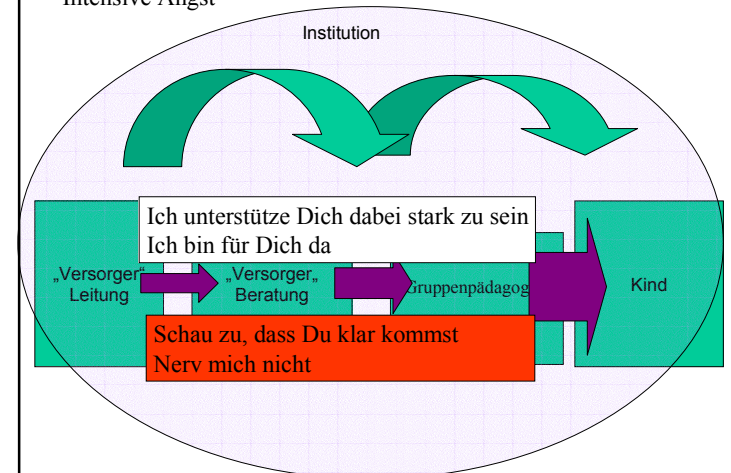 Intensive Angst
Institution
Ich unterstütze Dich dabei stark zu sein
Ich bin für Dich da
„Versorger“
Leitung
„Versorger„
Beratung
Gruppenpädagog
Kind
Schau zu, dass Du klar kommst
Nerv mich nicht